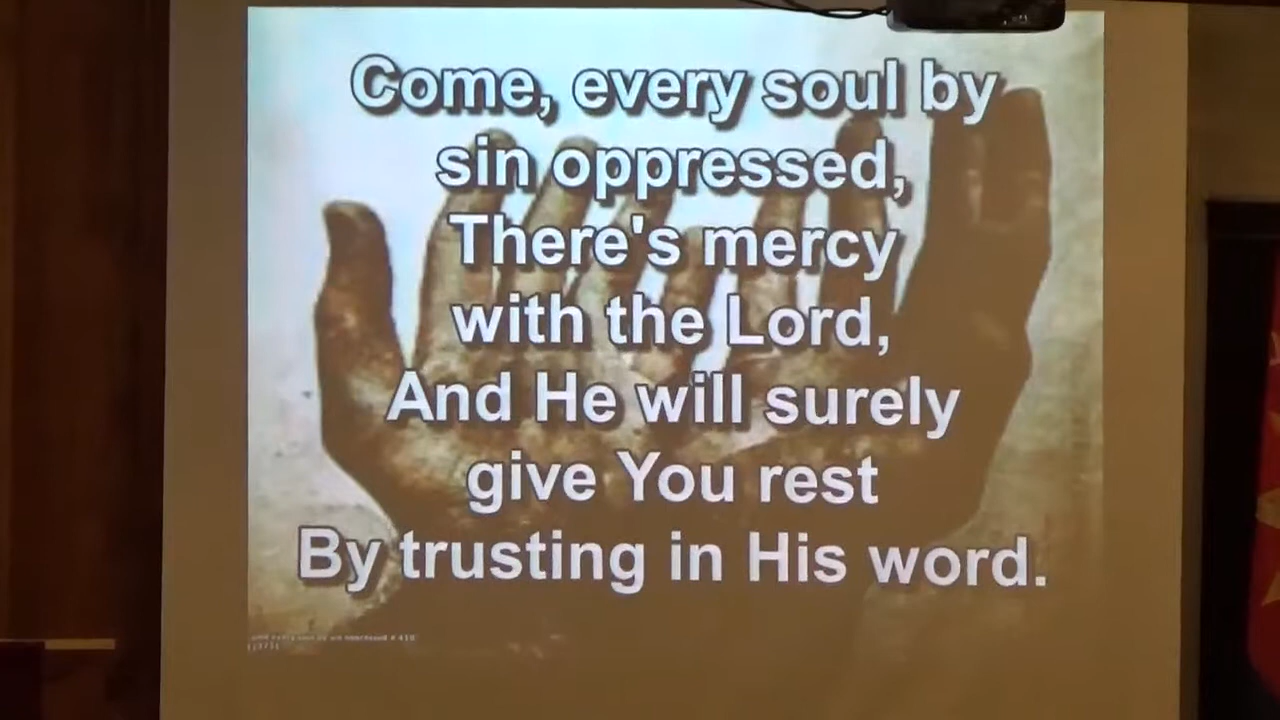 Come, every soul by
sin oppressed,
There's mercy
with the Lord,
And He will surely
give You rest
By trusting in His word.